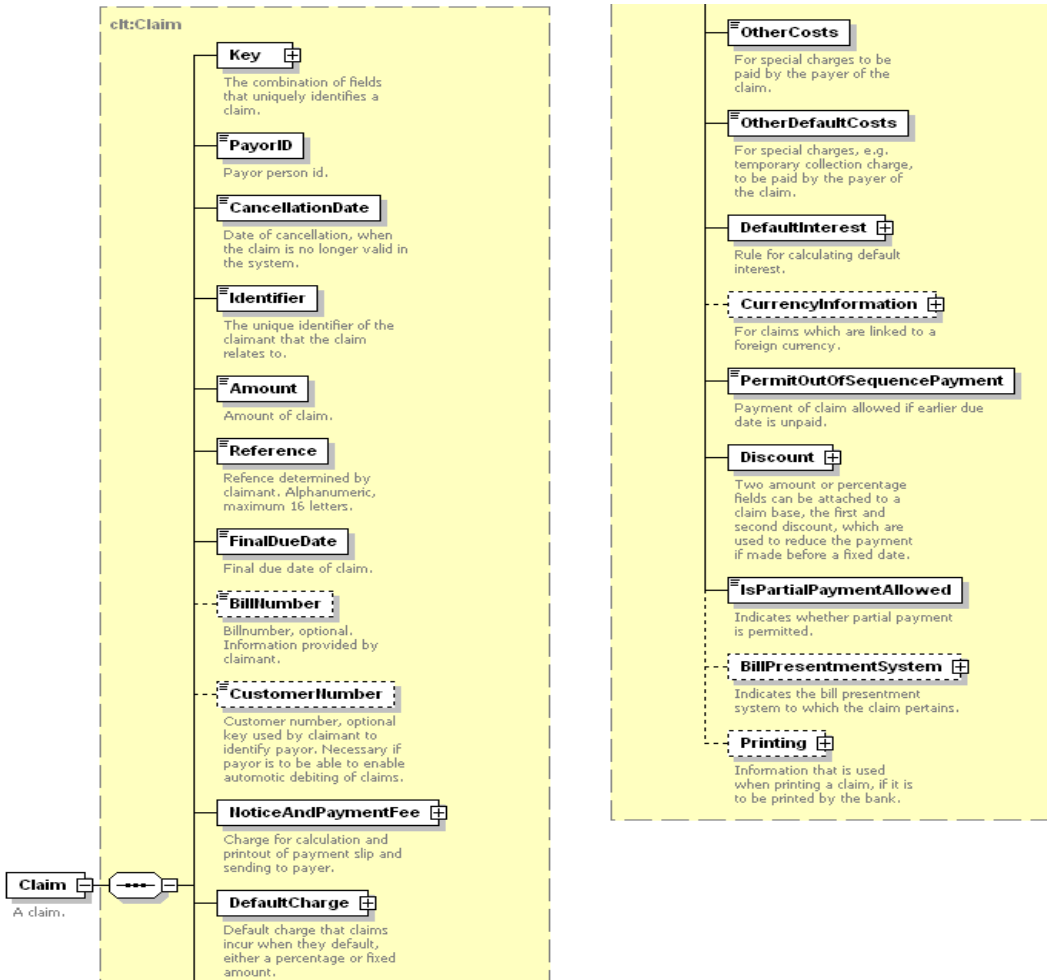 clt:Claim
Key
The combination of fields
that uniquely identifies a
claim.
PayorID
Payor person id.
CancellationDate
Date of cancellation, when
the claim is no longer valid in
the system.
Identifier
The unique identifier of the
claimant that the claim
relates to.
Amount
Amount of claim.
Reference
Refence determined by
claimant. Alphanumeric,
maximum 16 letters.
FinalDueDate
Final due date of claim.
BillNumber
Billnumber, optional.
Information provided by
claimant.
CustomerNumber
Customer number, optional
key used by claimant to
identify payor. Necessary if
payor is to be able to enable
automotic debiting of claims.
NoticeAndPaymentFee
Charge for calculation and
printout of payment slip and
sending to payer.
Claim
A claim.
DefaultCharge
Default charge that claims
incur when they default,
either a percentage or fixed
amount.
OtherCosts
For special charges to be
paid by the payer of the
claim.
OtherDefaultCosts
For special charges, e.g.
temporary collection charge,
to be paid by the payer of
the claim.
DefaultInterest
Rule for calculating default
interest.
CurrencyInformation
For claims which are linked to a
foreign currency.
PermitOutOfSequencePayment
Payment of claim allowed if earlier due
date is unpaid.
Discount
Two amount or percentage
fields can be attached to a
claim base, the first and
second discount, which are
used to reduce the payment
if made before a fixed date.
IsPartialPaymentAllowed
Indicates whether partial payment
is permitted.
BillPresentmentSystem
Indicates the bill presentment
system to which the claim pertains.
Printing
Information that is used
when printing a claim, if it is
to be printed by the bank.